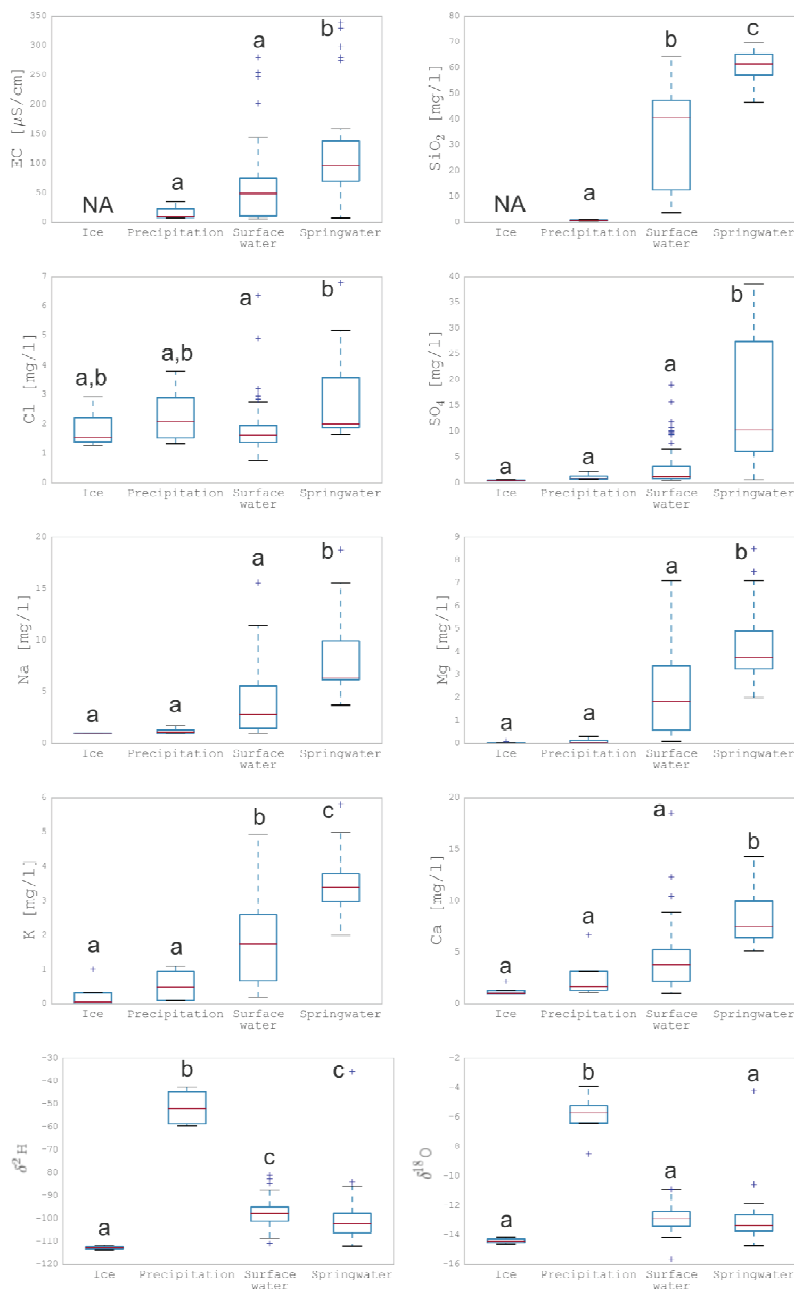 EC [μS/cm]
350
300
250
200
150
100
50
0
NA
a
a
b
Ice
Precipitation
Surface
water
Springwater
SiO₂ [mg/l]
80
70
60
50
40
30
20
10
0
NA
a
b
c
Ice
Precipitation
Surface
water
Springwater
Cl [mg/l]
7
6
5
4
3
2
1
0
a,b
a,b
a
b
Ice
Precipitation
Surface
water
Springwater
SO₄ [mg/l]
40
35
30
25
20
15
10
5
0
a
a
a
b
Ice
Precipitation
Surface
water
Springwater
Na [mg/l]
20
15
10
5
0
a
a
a
b
Ice
Precipitation
Surface
water
Springwater
Mg [mg/l]
9
8
7
6
5
4
3
2
1
0
a
a
a
b
Ice
Precipitation
Surface
water
Springwater
K [mg/l]
6
5
4
3
2
1
0
a
a
b
c
Ice
Precipitation
Surface
water
Springwater
Ca [mg/l]
20
15
10
5
0
a
a
a
b
Ice
Precipitation
Surface
water
Springwater
δ²H
-30
-40
-50
-60
-70
-80
-90
-100
-110
-120
a
b
c
c
Ice
Precipitation
Surface
water
Springwater
δ¹⁸O
-2
-4
-6
-8
-10
-12
-14
-16
a
b
a
a
Ice
Precipitation
Surface
water
Springwater